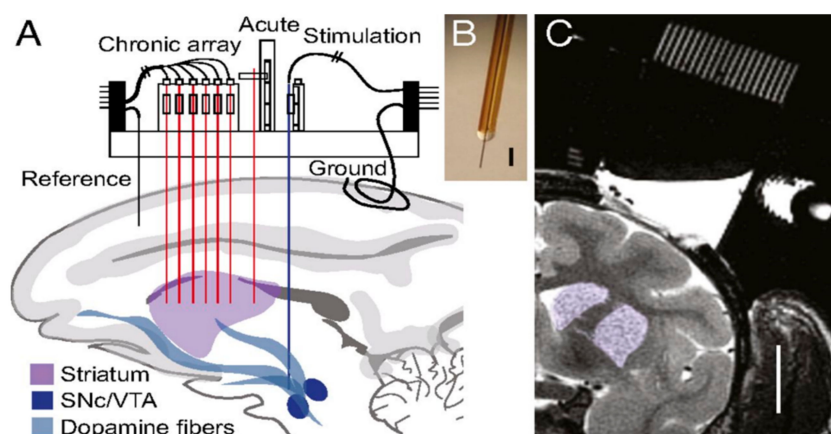 A
Chronic array
Acute
Stimulation
B
C
Reference
Ground
Striatum
SNc/VTA
Dopamine fibers